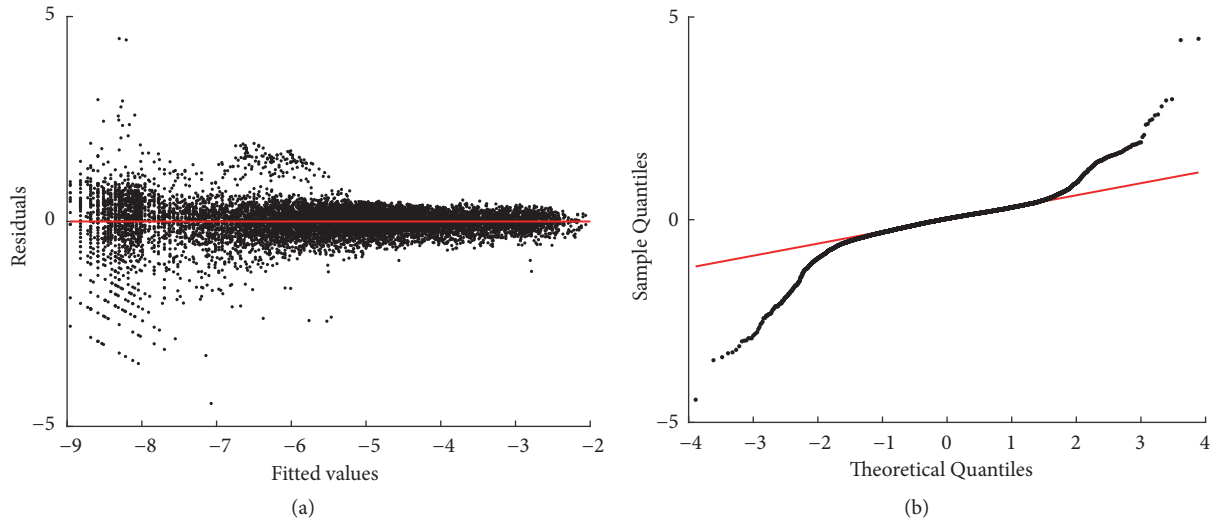 5
0
−5
Residuals
−9 −8 −7 −6 −5 −4 −3 −2
Fitted values
(a)
5
0
−5
Sample Quantiles
−4 −3 −2 −1 0 1 2 3 4
Theoretical Quantiles
(b)